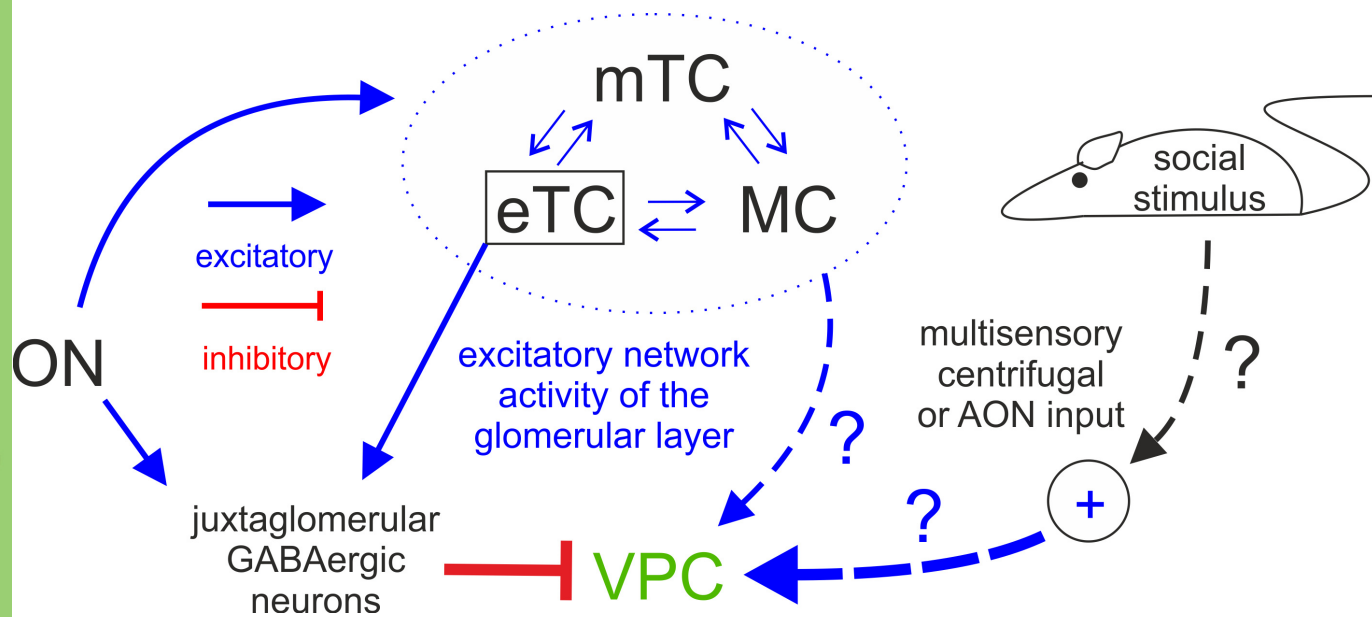 mTC
eTC
MC
social
stimulus
excitatory
inhibitory
ON
excitatory network
activity of the
glomerular layer
multisensory
centrifugal
or AON input
?
?
?
+
juxtaglomerular
GABAergic
neurons
VPC